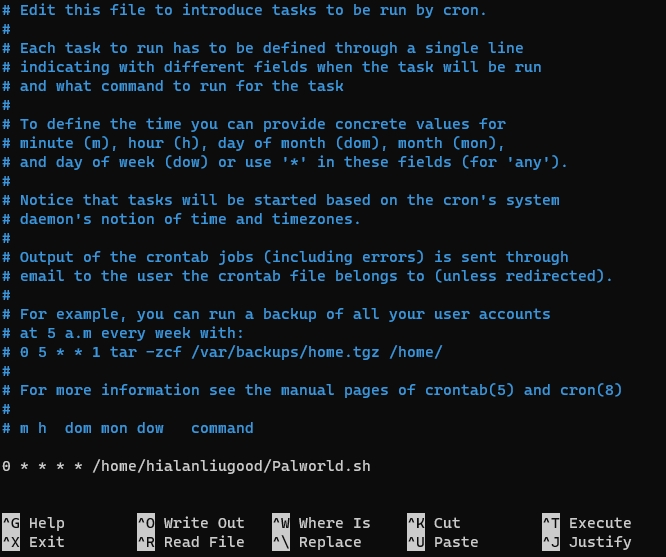 # Edit this file to introduce tasks to be run by cron.
#
# Each task to run has to be defined through a single line
# indicating with different fields when the task will be run
# and what command to run for the task
#
# To define the time you can provide concrete values for
# minute (m), hour (h), day of month (dom), month (mon),
# and day of week (dow) or use '*' in these fields (for 'any').
#
# Notice that tasks will be started based on the cron's system
# daemon's notion of time and timezones.
#
# Output of the crontab jobs (including errors) is sent through
# email to the user the crontab file belongs to (unless redirected).
#
# For example, you can run a backup of all your user accounts
# at 5 a.m every week with:
# 0 5 * * 1 tar -zcf /var/backups/home.tgz /home/
#
# For more information see the manual pages of crontab(5) and cron(8)
#
# m h  dom mon dow   command
0 * * * * /home/hialanliugood/Palworld.sh
^G Help ^O Write Out ^W Where Is ^K Cut ^T Execute
^X Exit ^R Read File ^\ Replace ^U Paste ^J Justify